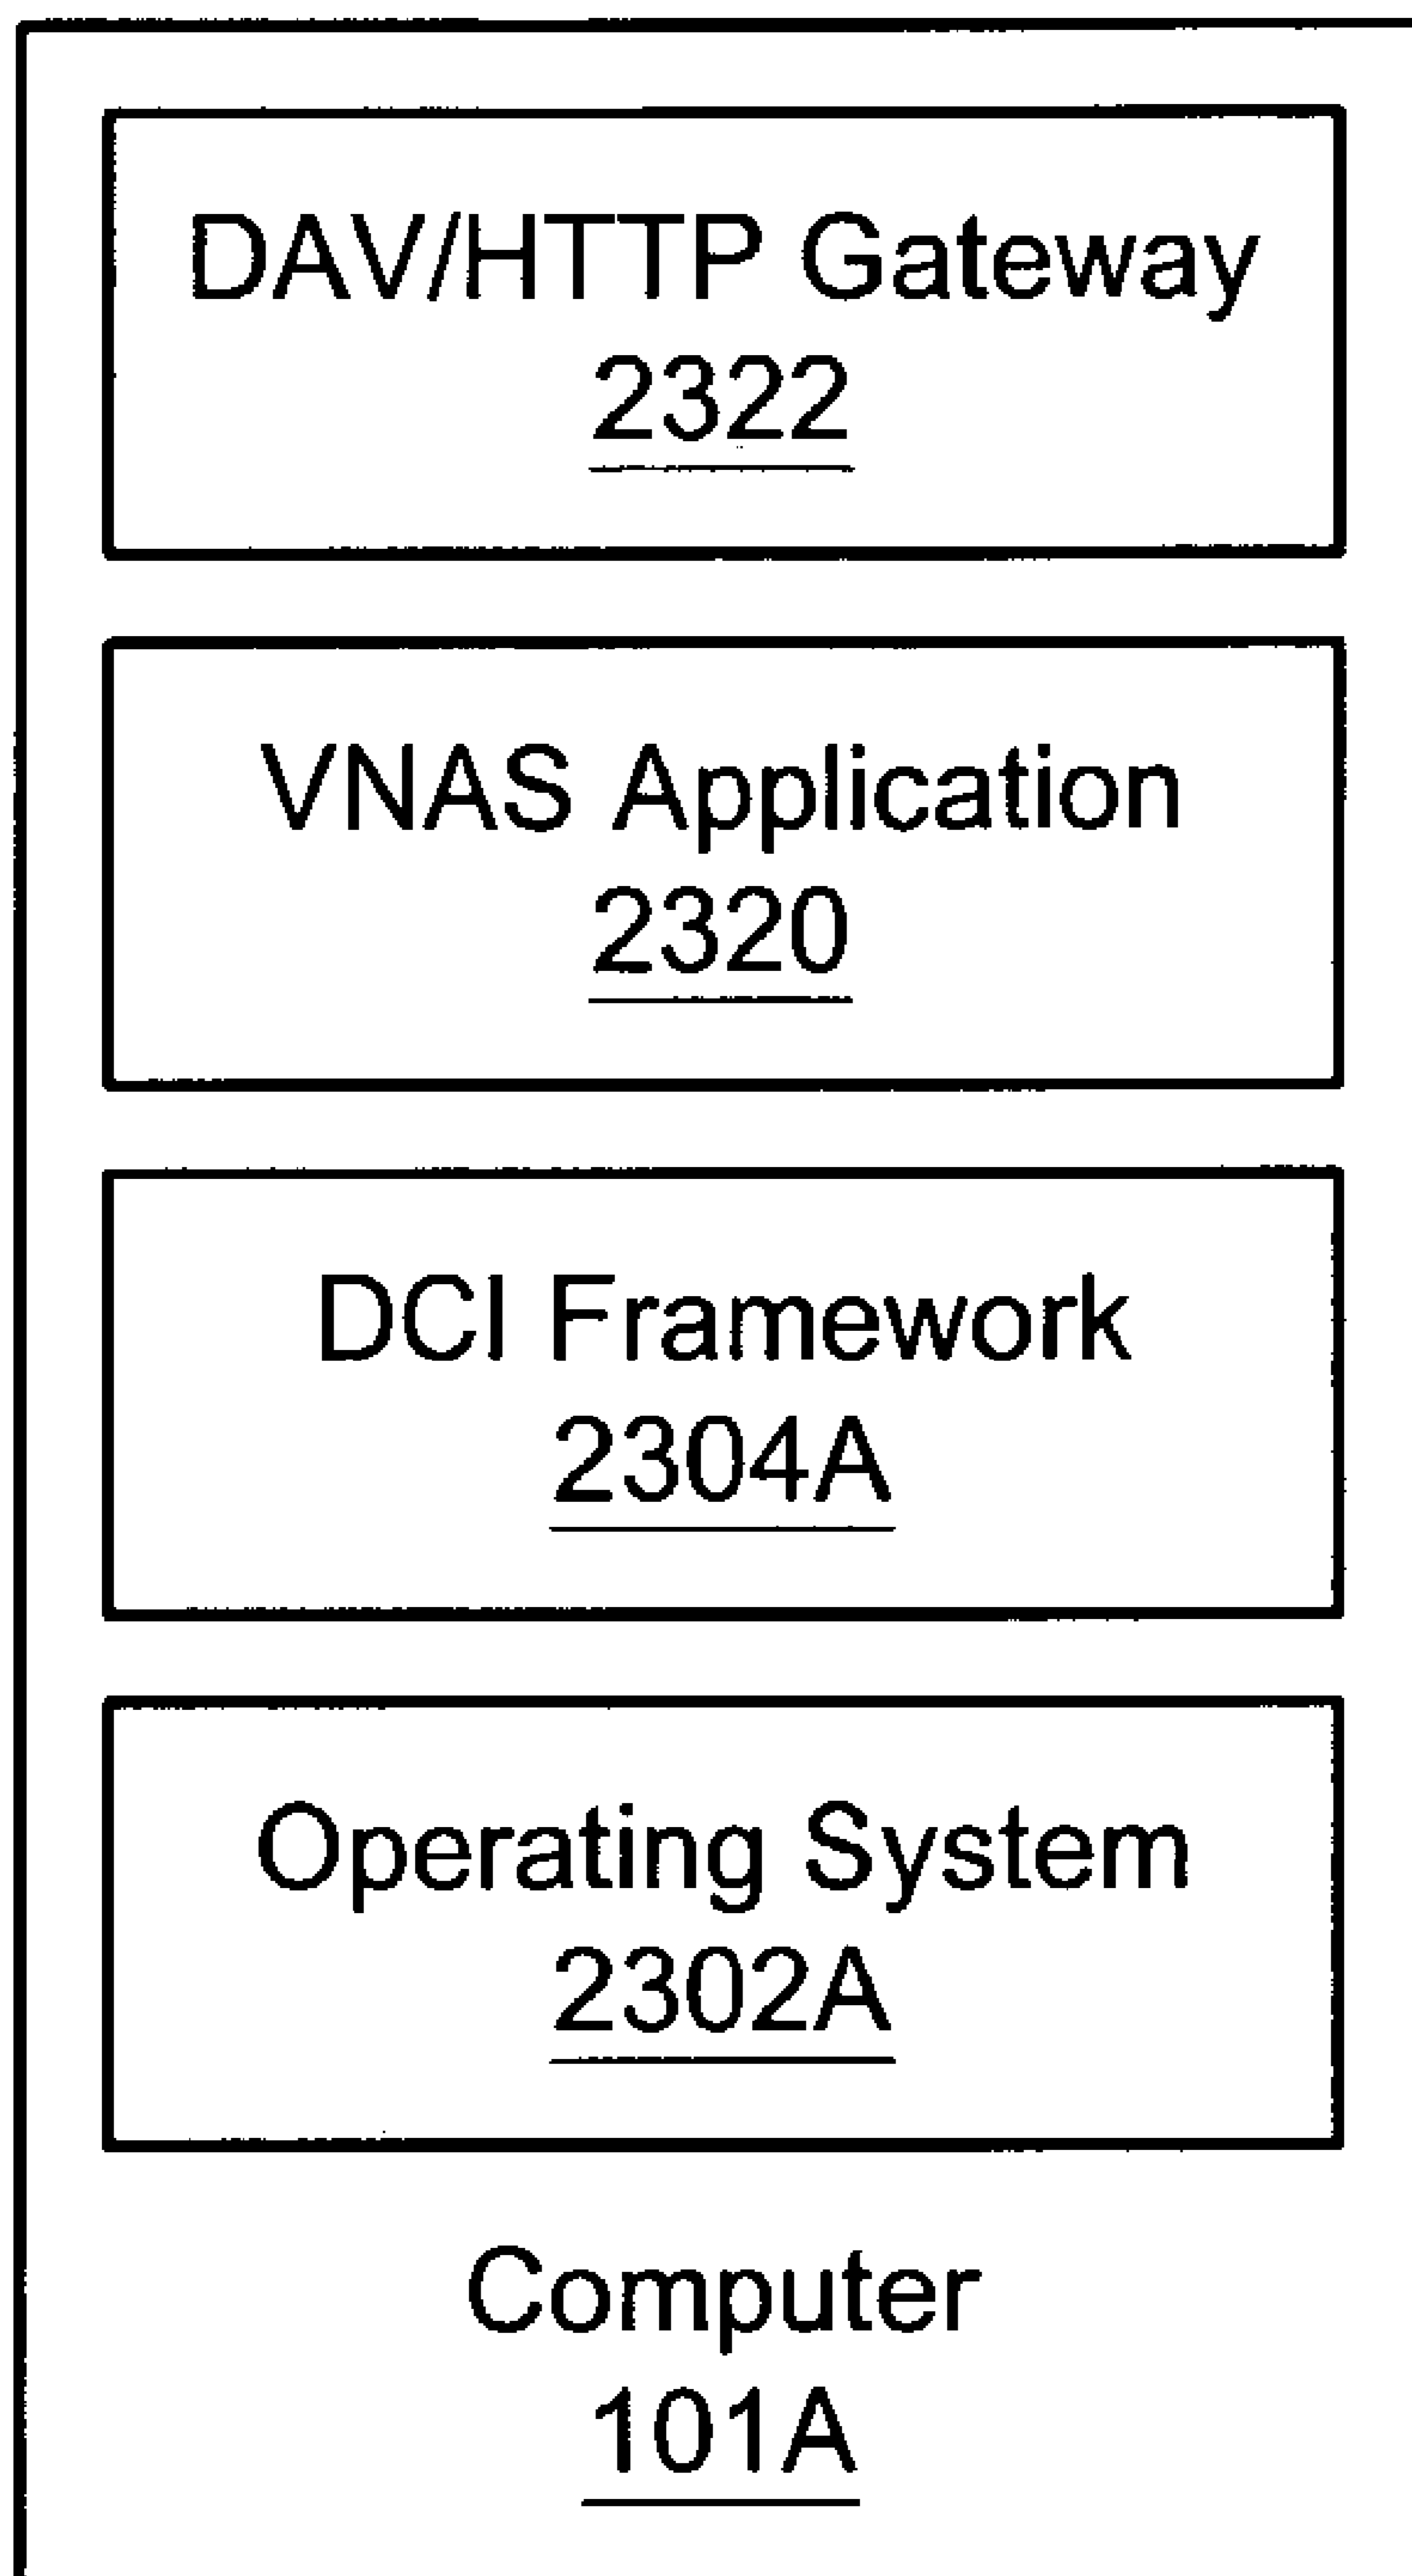 DAV/HTTP Gateway
2322
VNAS Application
2320
DCI Framework
2304A
Operating System
2302A
Computer
101A